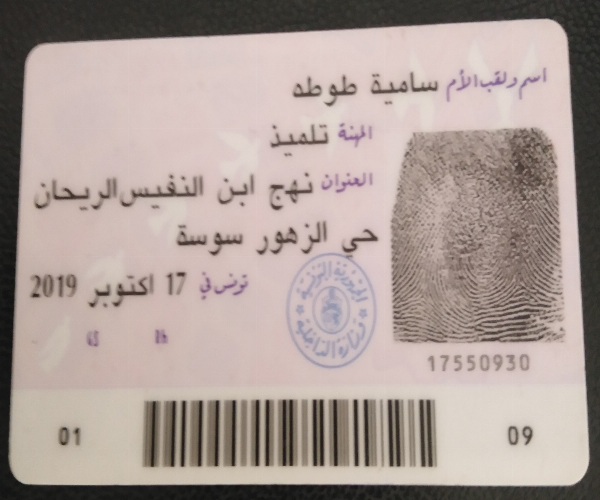 اسم ولقب الأم سامية طوطه
المهنة تلميذ
العنوان نهج ابن النفيس الريحان
حي الزهور سوسة
تونس في 17 اكتوبر 2019
الجمهورية التونسية
وزارة الداخلية
17550930
01
09